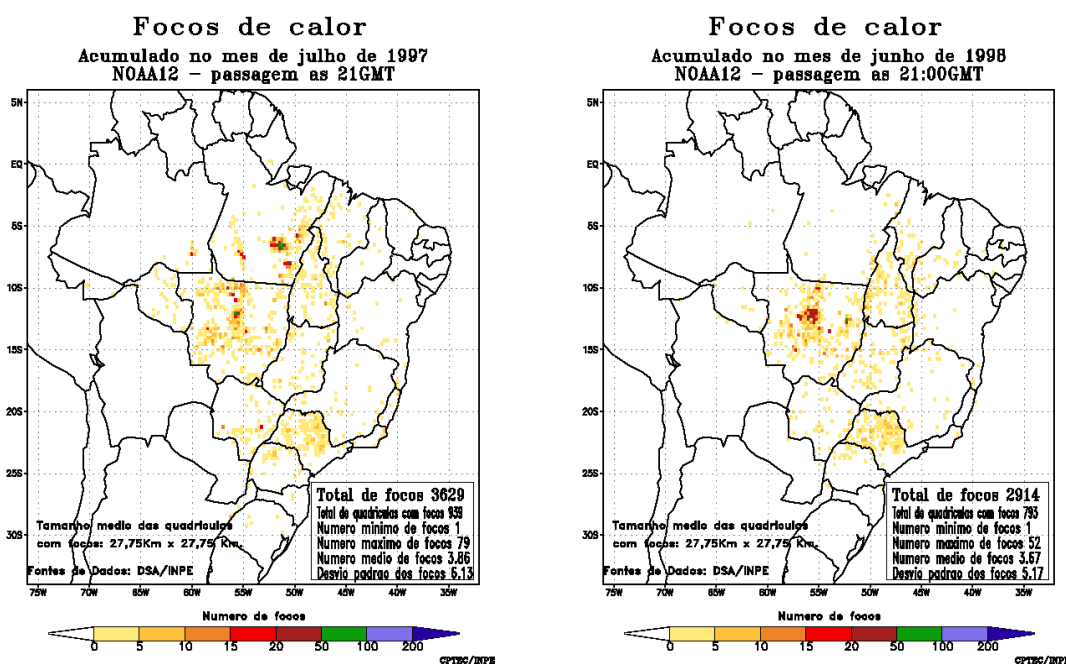 Focos de calor
Acumulado no mes de julho de 1997
NOAA12 – passagem as 21GMT
5N
EQ
5S
10S
15S
20S
25S
30S
75W 70W 65W 60W 55W 50W 45W 40W 35W
Tamanho medio das quadriculas
com focos: 27,75Km x 27,75 Km.
Fontes de Dados: DSA/INPE
Total de focos 3629
Total de quadriculas com focos 939
Numero minimo de focos 1
Numero maximo de focos 79
Numero medio de focos 3.86
Desvio padrao dos focos 6.13
Numero de focos
0 5 10 15 20 50 100 200
CPTEC/INPE
Focos de calor
Acumulado no mes de junho de 1998
NOAA12 – passagem as 21:00GMT
5N
EQ
5S
10S
15S
20S
25S
30S
75W 70W 65W 60W 55W 50W 45W 40W 35W
Tamanho medio das quadriculas
com focos: 27,75Km x 27,75 Km.
Fontes de Dados: DSA/INPE
Total de focos 2914
Total de quadriculas com focos 793
Numero minimo de focos 1
Numero maximo de focos 52
Numero medio de focos 3.67
Desvio padrao dos focos 5.17
Numero de focos
0 5 10 15 20 50 100 200
CPTEC/INPE